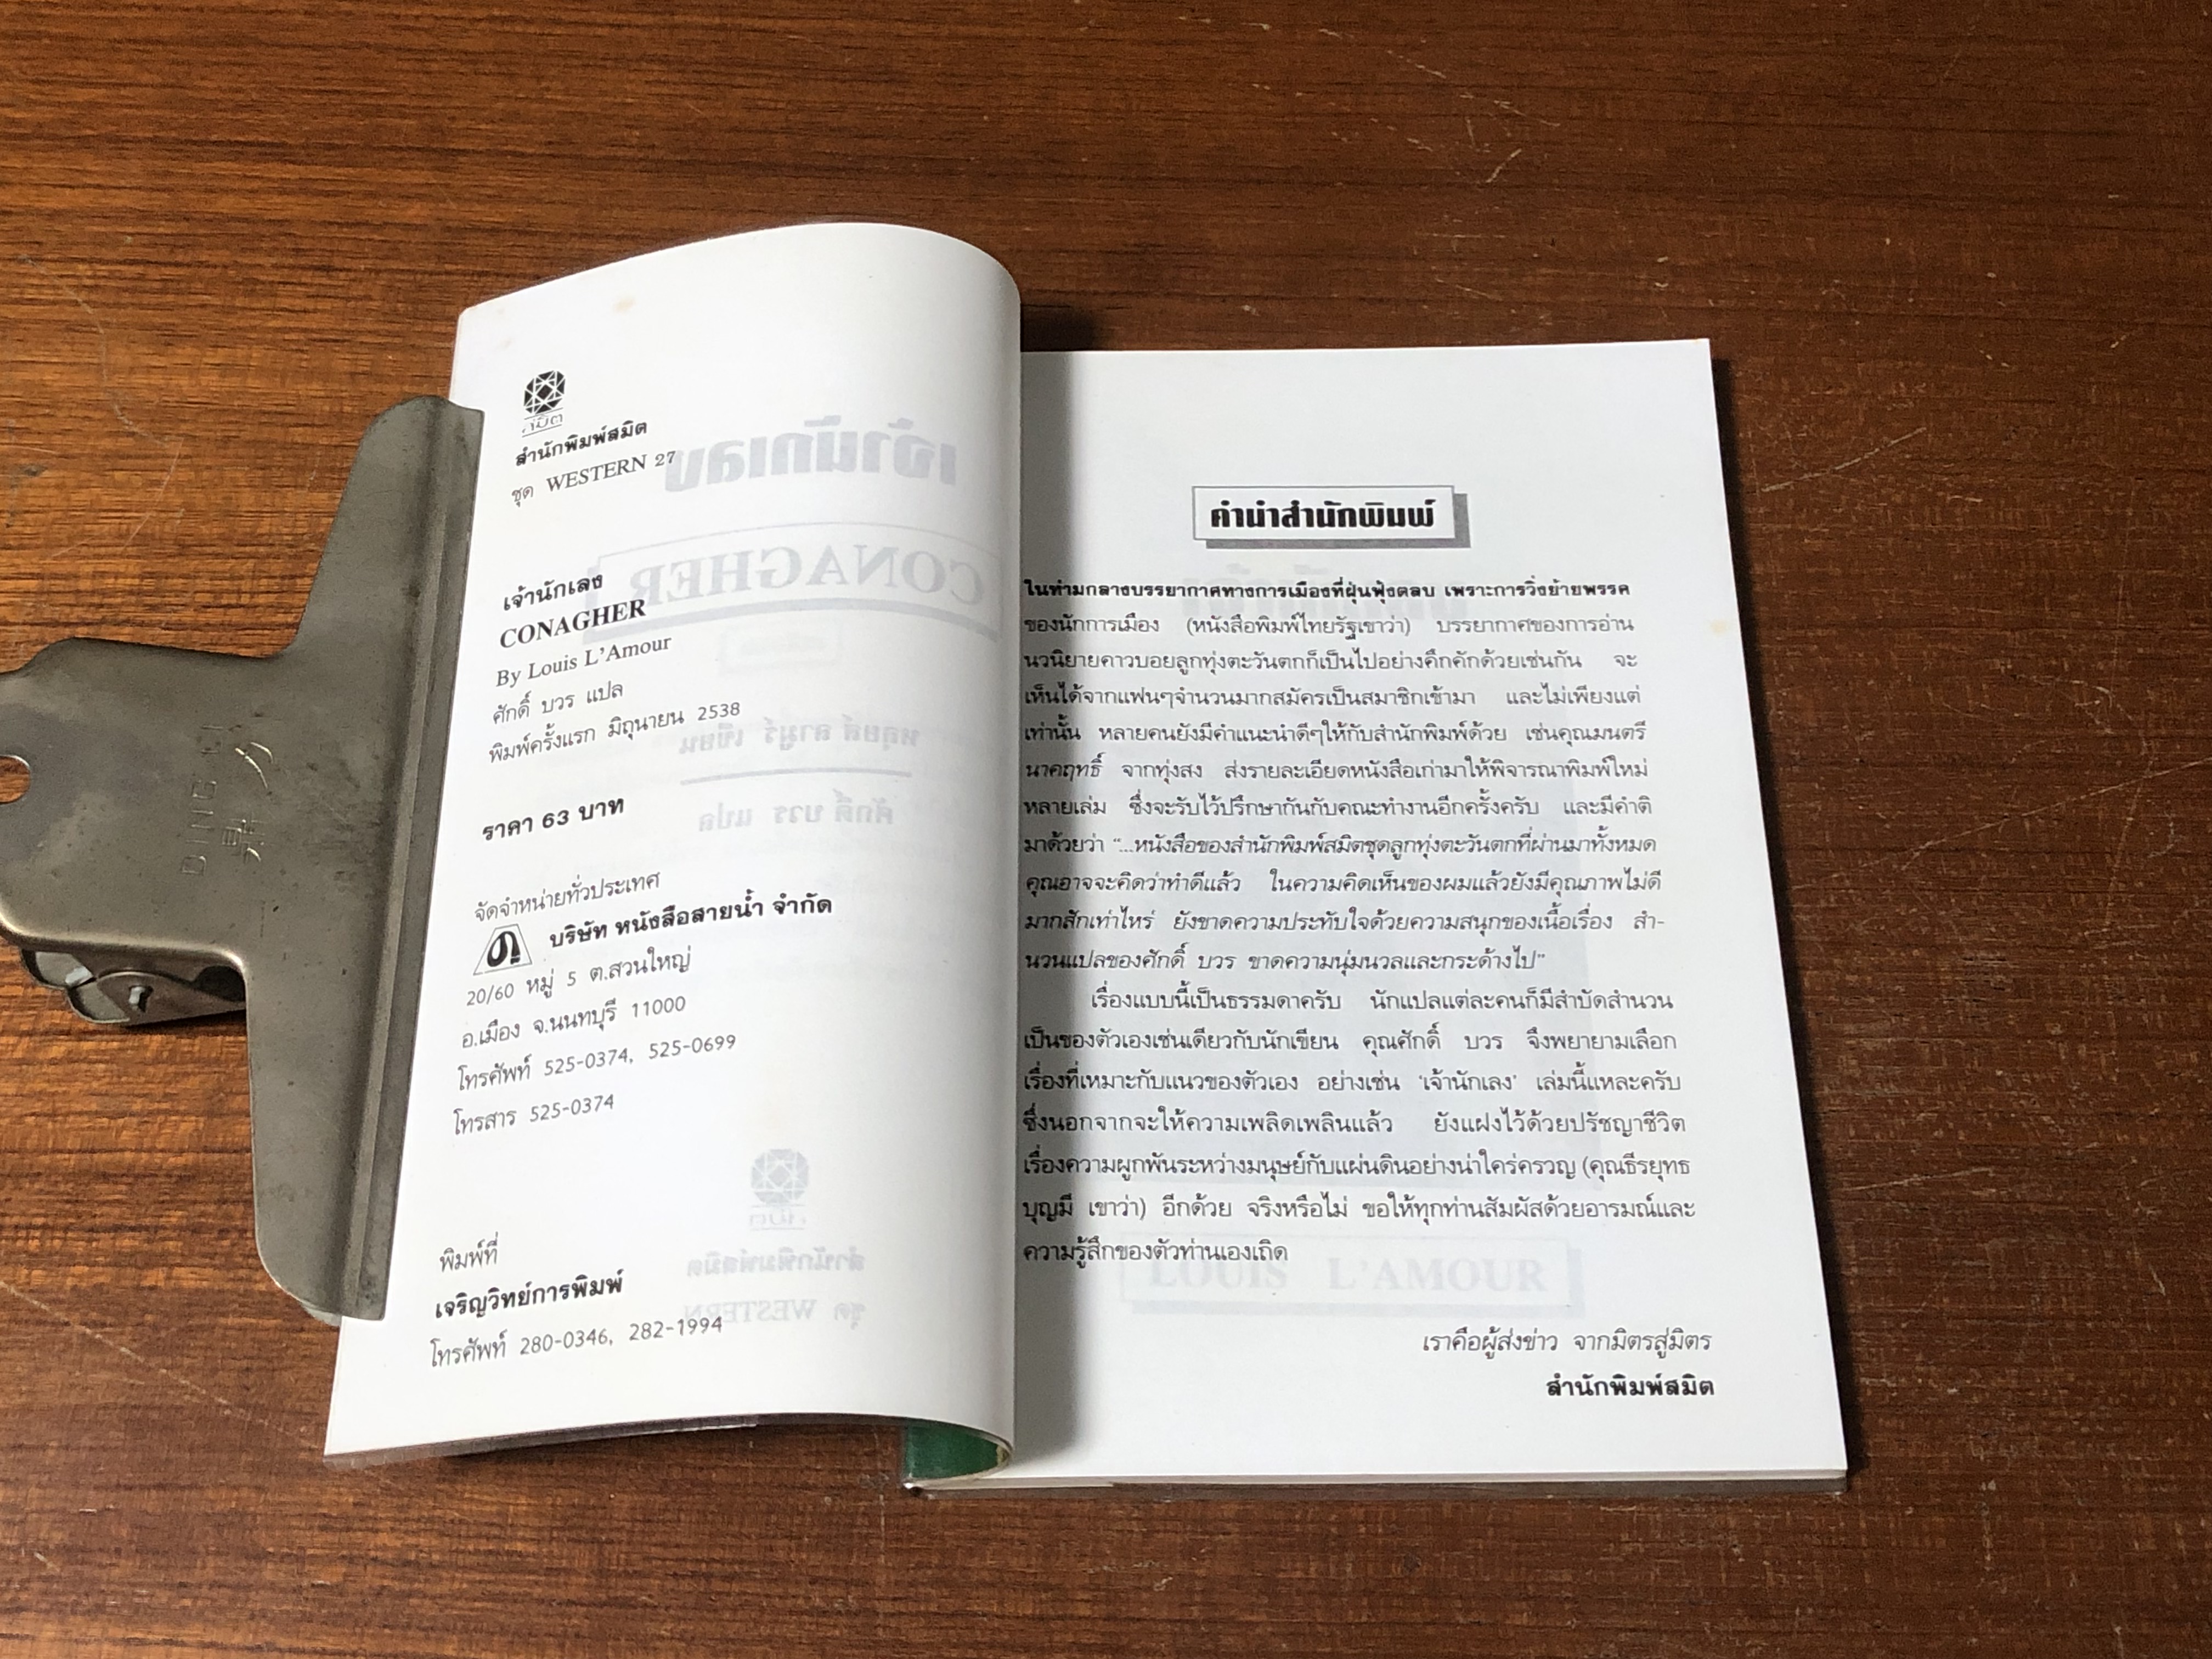 สมิต
สำนักพิมพ์สมิต
ชุด WESTERN 27
เจ้านักเลง
CONAGHER
By Louis L'Amour
ศักดิ์ บวร แปล
พิมพ์ครั้งแรก มิถุนายน 2538
ราคา 63 บาท
จัดจำหน่ายทั่วประเทศ
บริษัท หนังสือสายน้ำ จำกัด
20/60 หมู่ 5 ต.สวนใหญ่
อ.เมือง จ.นนทบุรี 11000
โทรศัพท์ 525-0374, 525-0699
โทรสาร 525-0374
พิมพ์ที่
เจริญวิทย์การพิมพ์
โทรศัพท์ 280-0346, 282-1994
คำนำสำนักพิมพ์
ในท่ามกลางบรรยากาศทางการเมืองที่ฝุ่นฟุ้งตลบ เพราะการวิ่งย้ายพรรค
ของนักการเมือง (หนังสือพิมพ์ไทยรัฐเขาว่า) บรรยากาศของการอ่าน
นวนิยายคาวบอยลูกทุ่งตะวันตกก็เป็นไปอย่างคึกคักด้วยเช่นกัน จะ
เห็นได้จากแฟนๆจำนวนมากสมัครเป็นสมาชิกเข้ามา และไม่เพียงแต่
เท่านั้น หลายคนยังมีคำแนะนำดีๆให้กับสำนักพิมพ์ด้วย เช่นคุณมนตรี
นาคฤทธิ์ จากทุ่งสง ส่งรายละเอียดหนังสือเก่ามาให้พิจารณาพิมพ์ใหม่
หลายเล่ม ซึ่งจะรับไว้ปรึกษากันกับคณะทำงานอีกครั้งครับ และมีคำติ
มาด้วยว่า "...หนังสือของสำนักพิมพ์สมิตชุดลูกทุ่งตะวันตกที่ผ่านมาทั้งหมด
คุณอาจจะคิดว่าทำดีแล้ว ในความคิดเห็นของผมแล้วยังมีคุณภาพไม่ดี
มากสักเท่าไหร่ ยังขาดความประทับใจด้วยความสนุกของเนื้อเรื่อง สำ-
นวนแปลของศักดิ์ บวร ขาดความนุ่มนวลและกระด้างไป"
เรื่องแบบนี้เป็นธรรมดาครับ นักแปลแต่ละคนก็มีสำบัดสำนวน
เป็นของตัวเองเช่นเดียวกับนักเขียน คุณศักดิ์ บวร จึงพยายามเลือก
เรื่องที่เหมาะกับแนวของตัวเอง อย่างเช่น 'เจ้านักเลง' เล่มนี้แหละครับ
ซึ่งนอกจากจะให้ความเพลิดเพลินแล้ว ยังแฝงไว้ด้วยปรัชญาชีวิต
เรื่องความผูกพันระหว่างมนุษย์กับแผ่นดินอย่างน่าใคร่ครวญ (คุณธีรยุทธ
บุญมี เขาว่า) อีกด้วย จริงหรือไม่ ขอให้ทุกท่านสัมผัสด้วยอารมณ์และ
ความรู้สึกของตัวท่านเองเถิด
LOUIS L'AMOUR
เราคือผู้ส่งข่าว จากมิตรสู่มิตร
สำนักพิมพ์สมิต